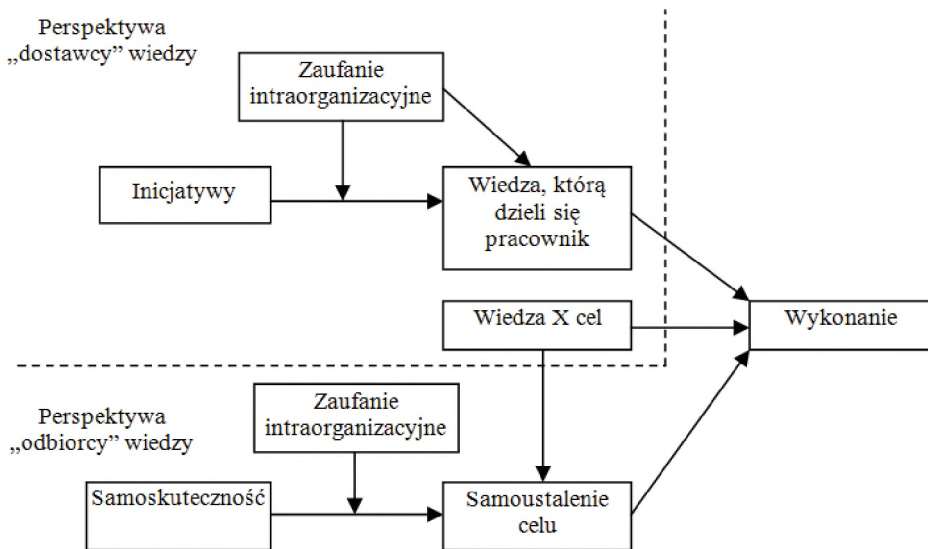 Perspektywa
„dostawcy” wiedzy
Zaufanie
intraorganizacyjne
Inicjatywy
Wiedza, którą
dzieli się
pracownik
Wiedza X cel
Wykonanie
Perspektywa
„odbiorcy” wiedzy
Zaufanie
intraorganizacyjne
Samoskuteczność
Samoustalenie
celu